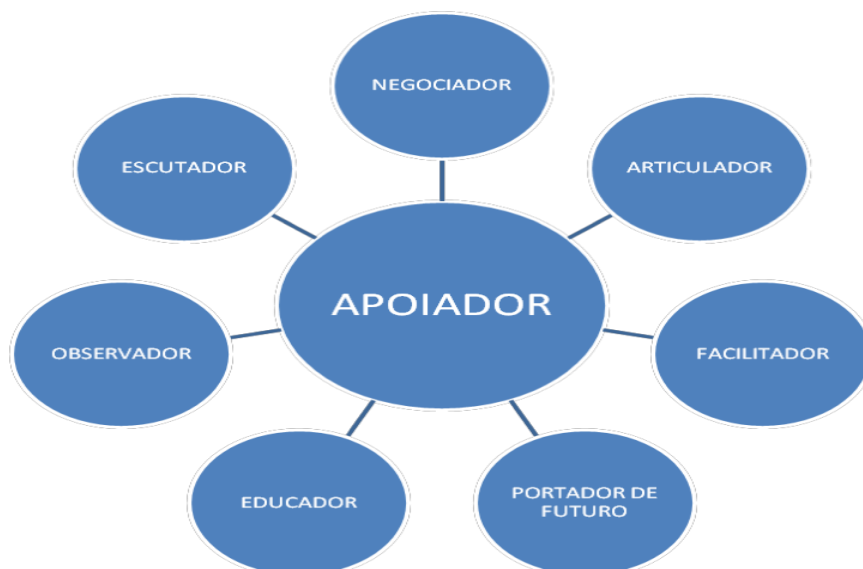 NEGOCIADOR
ESCUTADOR
ARTICULADOR
APOIADOR
OBSERVADOR
FACILITADOR
EDUCADOR
PORTADOR DE
FUTURO